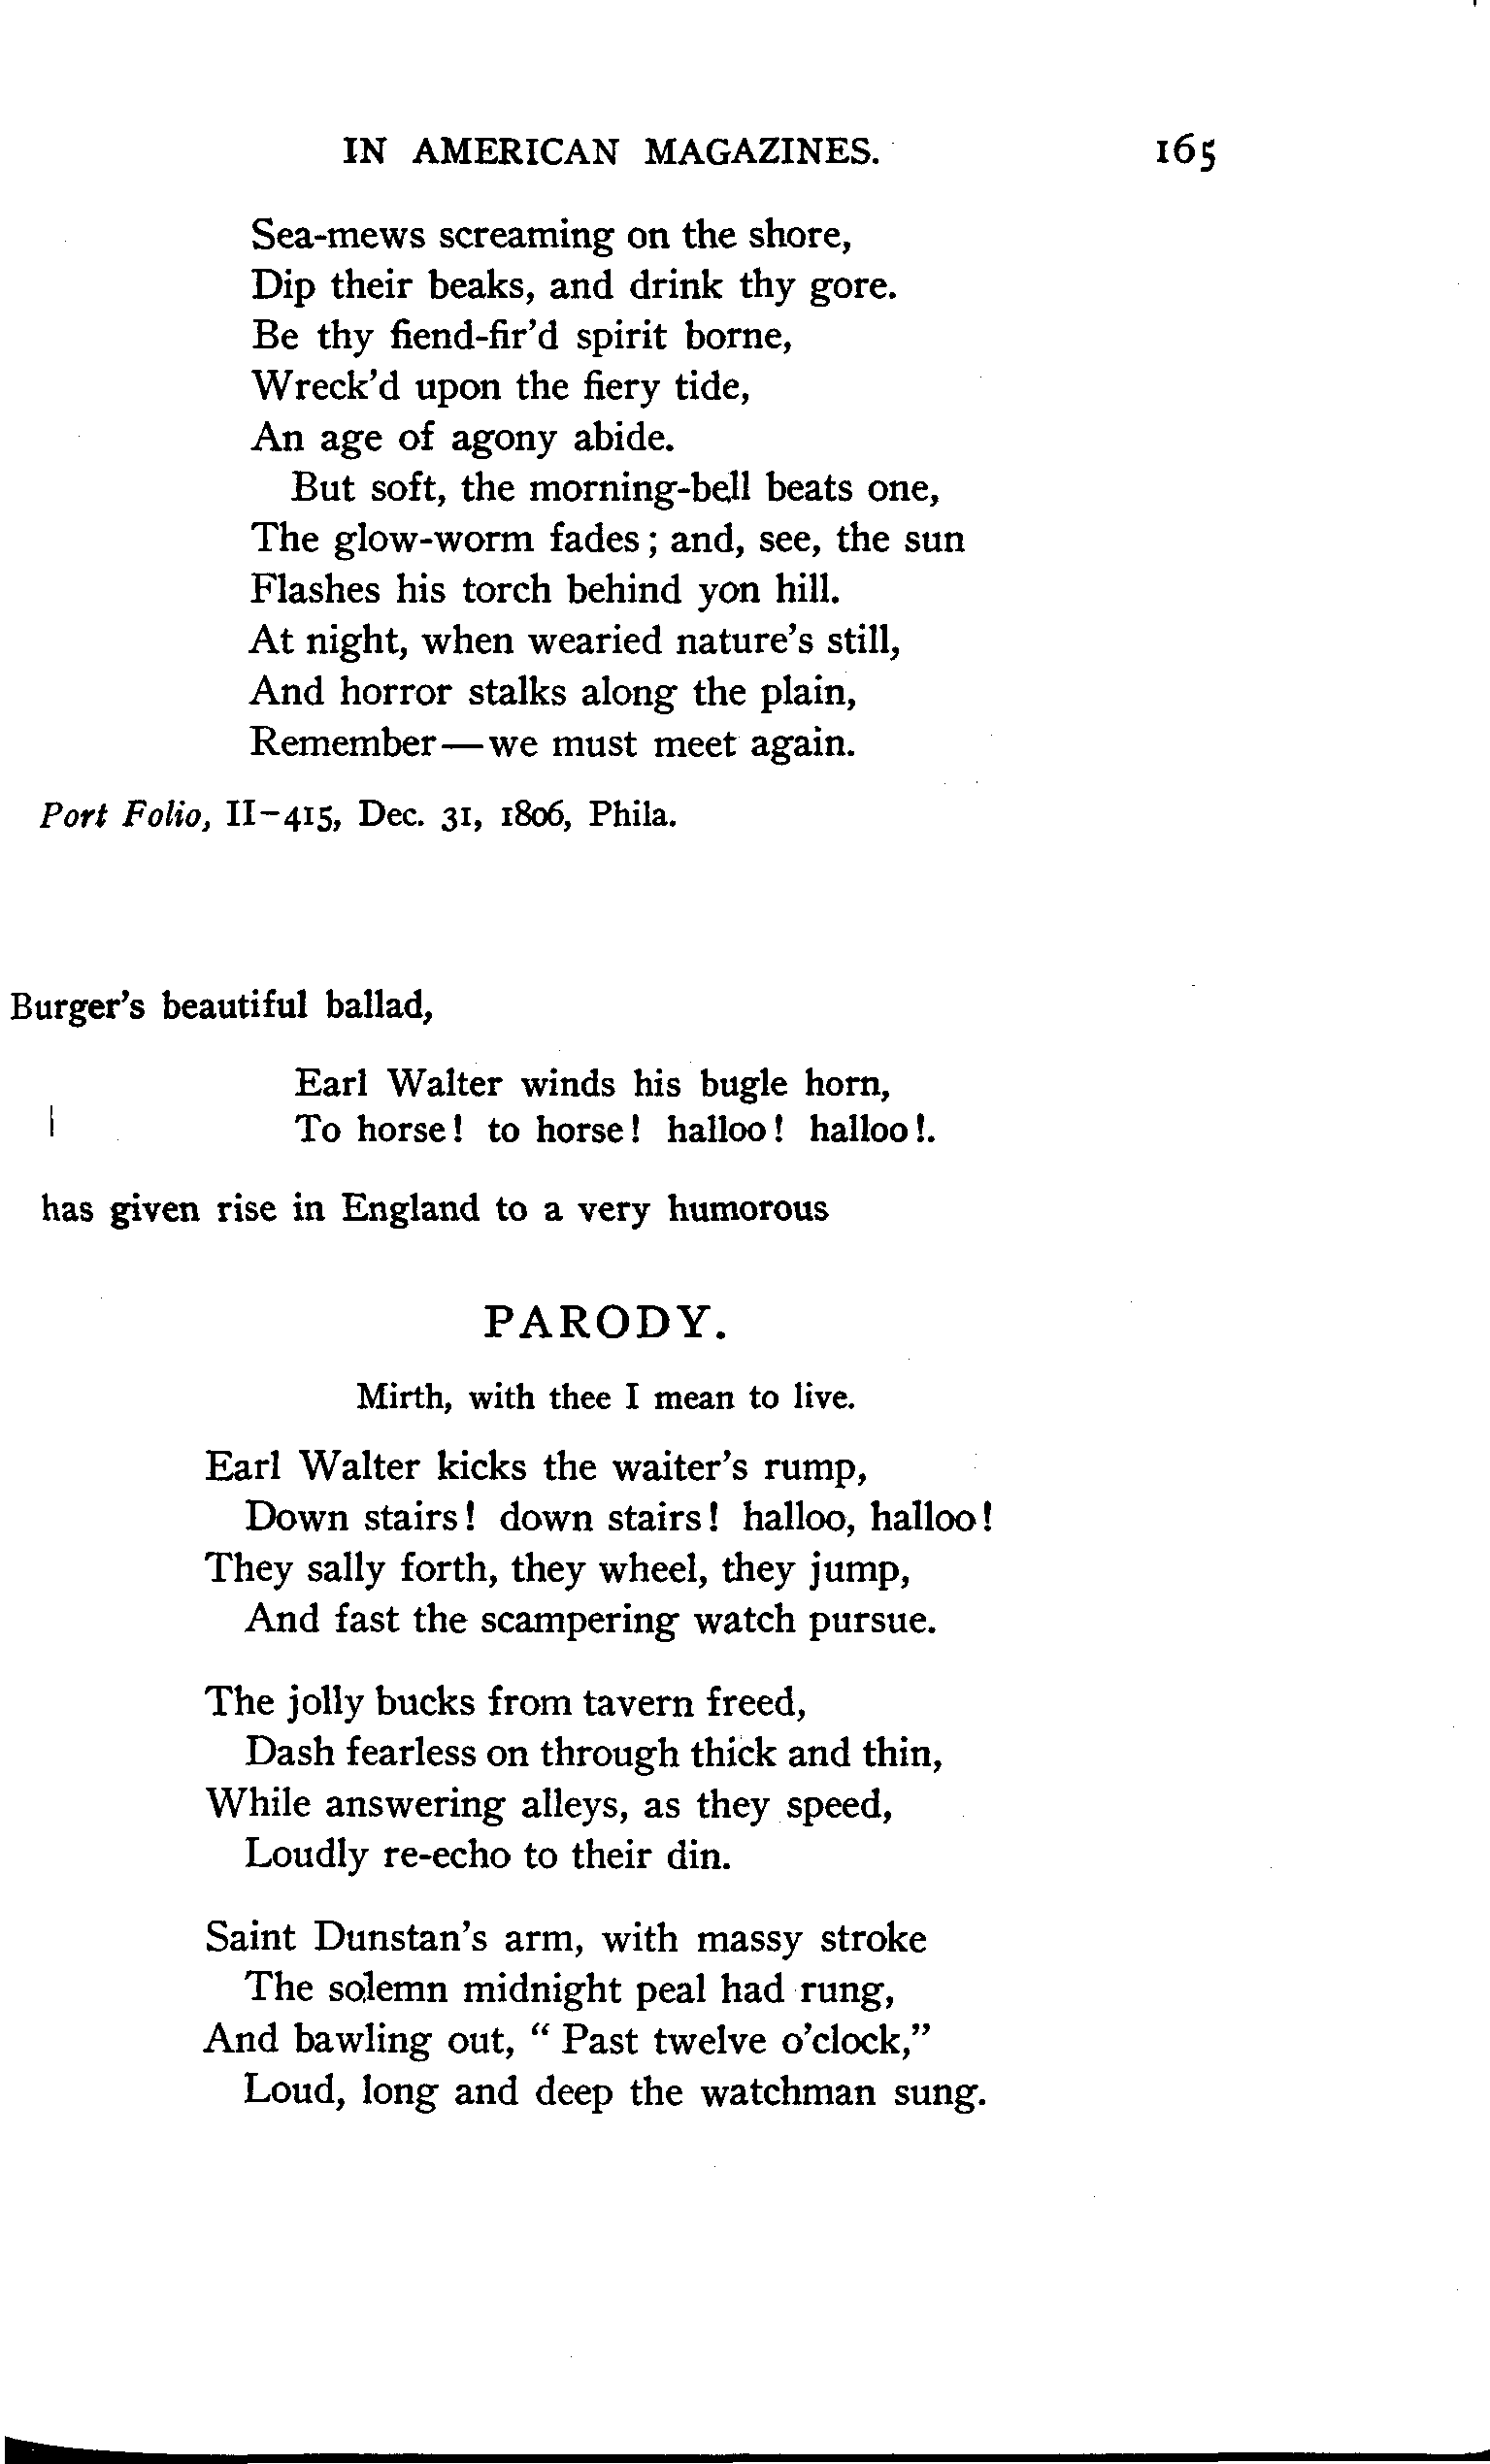 IN AMERICAN MAGAZINES. 165
Sea-mews screaming on the shore,
Dip their beaks, and drink thy gore.
Be thy fiend-fir'd spirit borne,
Wreck'd upon the fiery tide,
An age of agony abide.
But soft, the morning-bell beats one,
The glow-worm fades; and, see, the sun
Flashes his torch behind yon hill.
At night, when wearied nature's still,
And horror stalks along the plain,
Remember—we must meet again.
Port Folio, II-415, Dec. 31, 1806, Phila.
Burger's beautiful ballad,
Earl Walter winds his bugle horn,
To horse! to horse! halloo! halloo!.
has given rise in England to a very humorous
PARODY.
Mirth, with thee I mean to live.
Earl Walter kicks the waiter's rump,
Down stairs! down stairs! halloo, halloo!
They sally forth, they wheel, they jump,
And fast the scampering watch pursue.
The jolly bucks from tavern freed,
Dash fearless on through thick and thin,
While answering alleys, as they speed,
Loudly re-echo to their din.
Saint Dunstan's arm, with massy stroke
The solemn midnight peal had rung,
And bawling out, "Past twelve o'clock,"
Loud, long and deep the watchman sung.